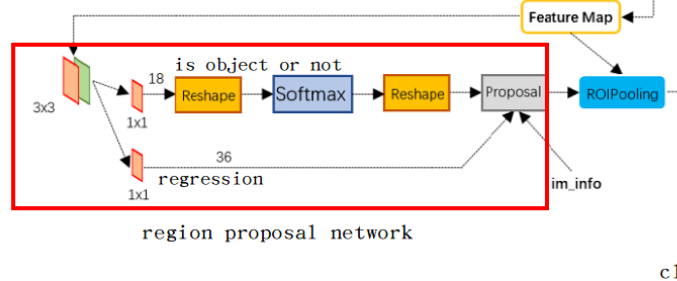 Feature Map
is object or not
18
3x3
Reshape
Softmax
Reshape
Proposal
ROIPooling
1x1
36
regression
1x1
im_info
region proposal network